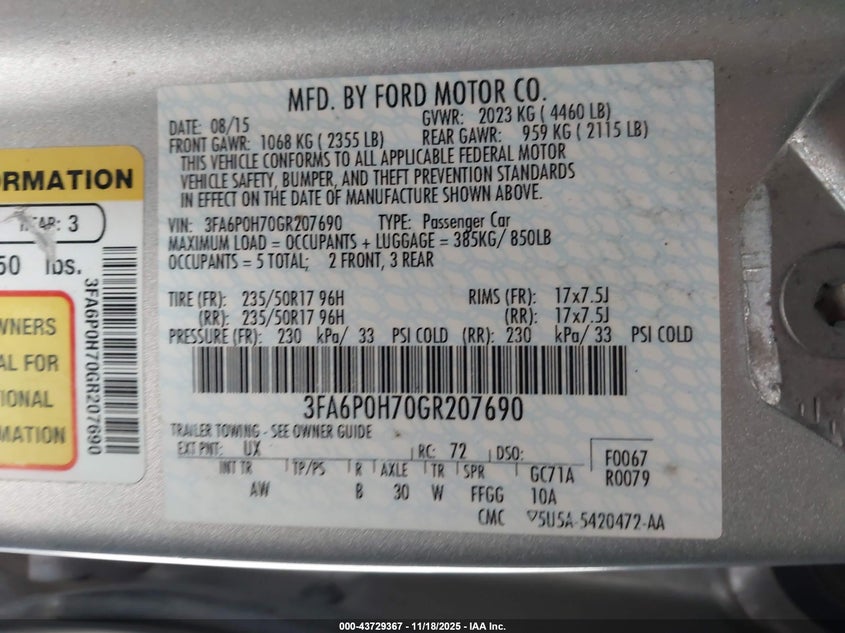 MFD. BY FORD MOTOR CO.
DATE: 08/15 GVWR: 2023 KG ( 4460 LB)
FRONT GAWR: 1068 KG ( 2355 LB) REAR GAWR: 959 KG ( 2115 LB)
THIS VEHICLE CONFORMS TO ALL APPLICABLE FEDERAL MOTOR
VEHICLE SAFETY, BUMPER, AND THEFT PREVENTION STANDARDS
IN EFFECT ON THE DATE OF MANUFACTURE SHOWN ABOVE.
VIN: 3FA6P0H70GR207690 TYPE: Passenger Car
MAXIMUM LOAD = OCCUPANTS + LUGGAGE = 385KG/ 850LB
OCCUPANTS = 5 TOTAL; 2 FRONT, 3 REAR
TIRE (FR): 235/50R17 96H RIMS (FR): 17x7.5J
(RR): 235/50R17 96H (RR): 17x7.5J
PRESSURE (FR): 230 kPa/ 33 PSI COLD (RR): 230 kPa/ 33 PSI COLD
3FA6P0H70GR207690
TRAILER TOWING - SEE OWNER GUIDE
EXT PNT: UX RC: 72 DSO: F0067
INT TR TP/PS R AXLE TR SPR GC71A R0079
AW B 30 W FFGG 10A
CMC ▽5U5A-5420472-AA
ORMATION
REAR: 3
50 lbs.
WNERS
AL FOR
IONAL
MATION
3FA6P0H70GR207690
000-43729367 - 11/18/2025 - IAA Inc.